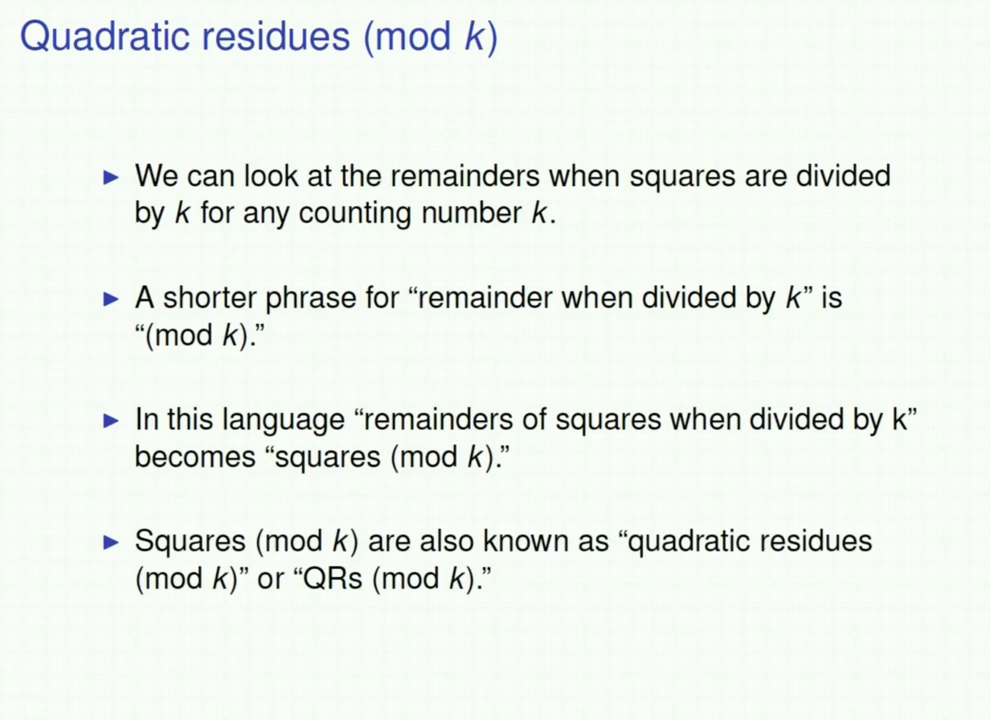 Quadratic residues (mod k)
► We can look at the remainders when squares are divided
by k for any counting number k.
► A shorter phrase for “remainder when divided by k” is
“(mod k).”
► In this language “remainders of squares when divided by k”
becomes “squares (mod k).”
► Squares (mod k) are also known as “quadratic residues
(mod k)” or “QRs (mod k).”